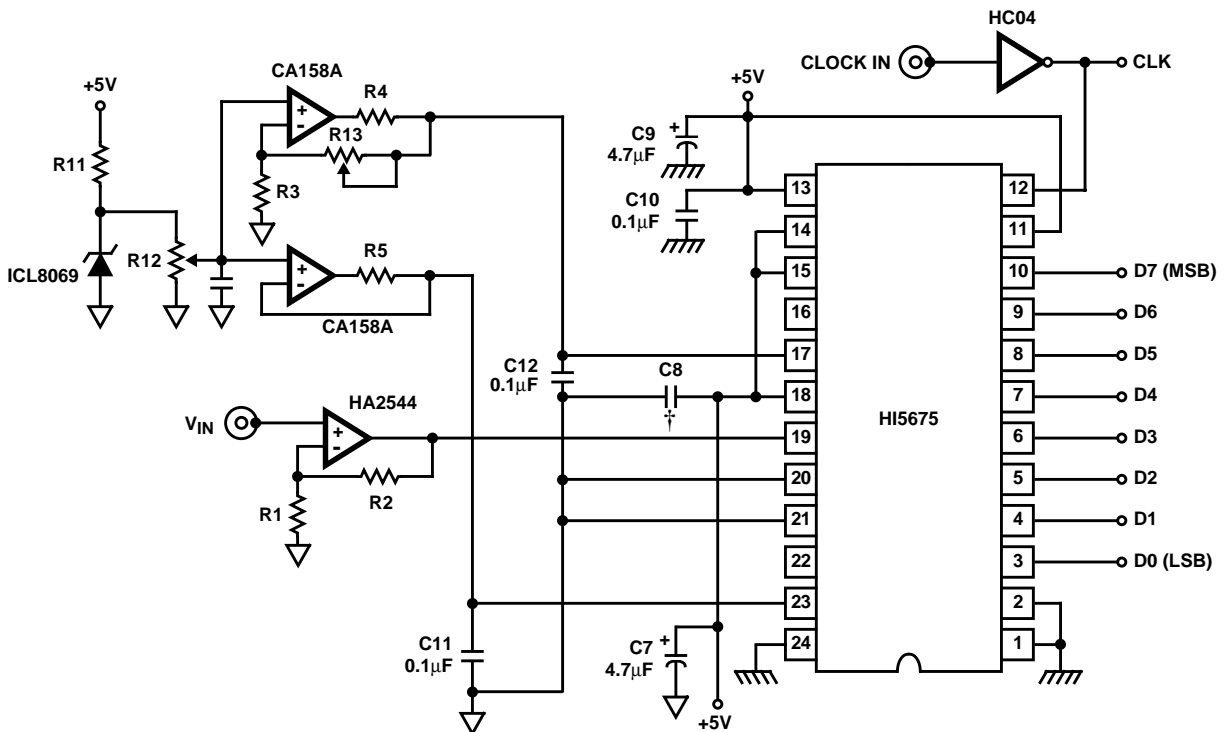 HC04
CLOCK IN
CLK
CA158A
+5V
+
-
R4
R13
R11
R3
+5V
C9
+
4.7µF
C10
0.1µF
ICL8069
R12
+
-
R5
CA158A
C12
0.1µF
C8
†
VIN
HA2544
+
-
R2
R1
C11
0.1µF
C7
+
4.7µF
+5V
HI5675
13
14
15
16
17
18
19
20
21
22
23
24
12
11
10 D7 (MSB)
9 D6
8 D5
7 D4
6 D3
5 D2
4 D1
3 D0 (LSB)
2
1